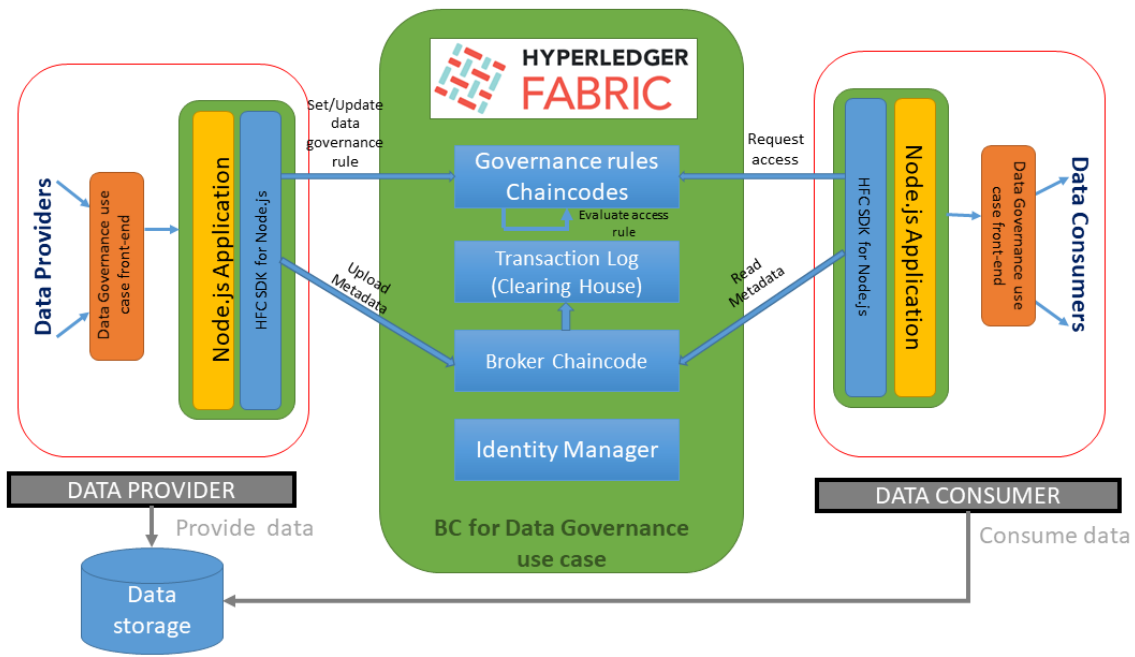 HYPERLEDGER
FABRIC
Data Providers
Data Governance use
case front-end
Node.js Application
HFC SDK for Node.js
Set/Update
data
governance
rule
Upload
Metadata
Governance rules
Chaincodes
Evaluate access
rule
Transaction Log
(Clearing House)
Broker Chaincode
Identity Manager
BC for Data Governance
use case
Request
access
Read
Metadata
HFC SDK for Node.js
Node.js Application
Data Governance use
case front-end
Data Consumers
DATA PROVIDER
Provide data
Data
storage
DATA CONSUMER
Consume data